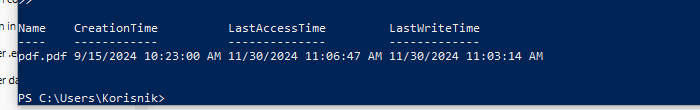 >>
Name    CreationTime         LastAccessTime         LastWriteTime
----    ------------         --------------         -------------
pdf.pdf 9/15/2024 10:23:00 AM 11/30/2024 11:06:47 AM 11/30/2024 11:03:14 AM
PS C:\Users\Korisnik>